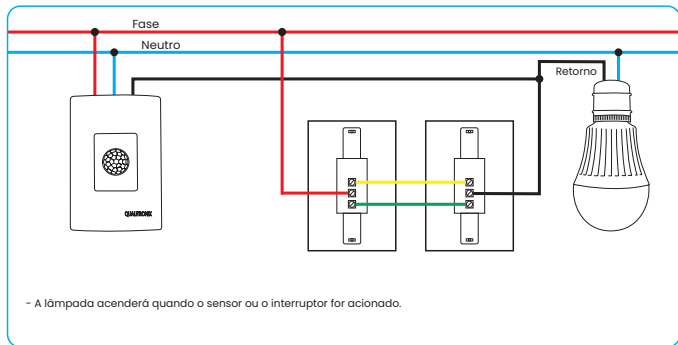 Fase
Neutro
Retorno
QUALITRONIX
- A lâmpada acenderá quando o sensor ou o interruptor for acionado.